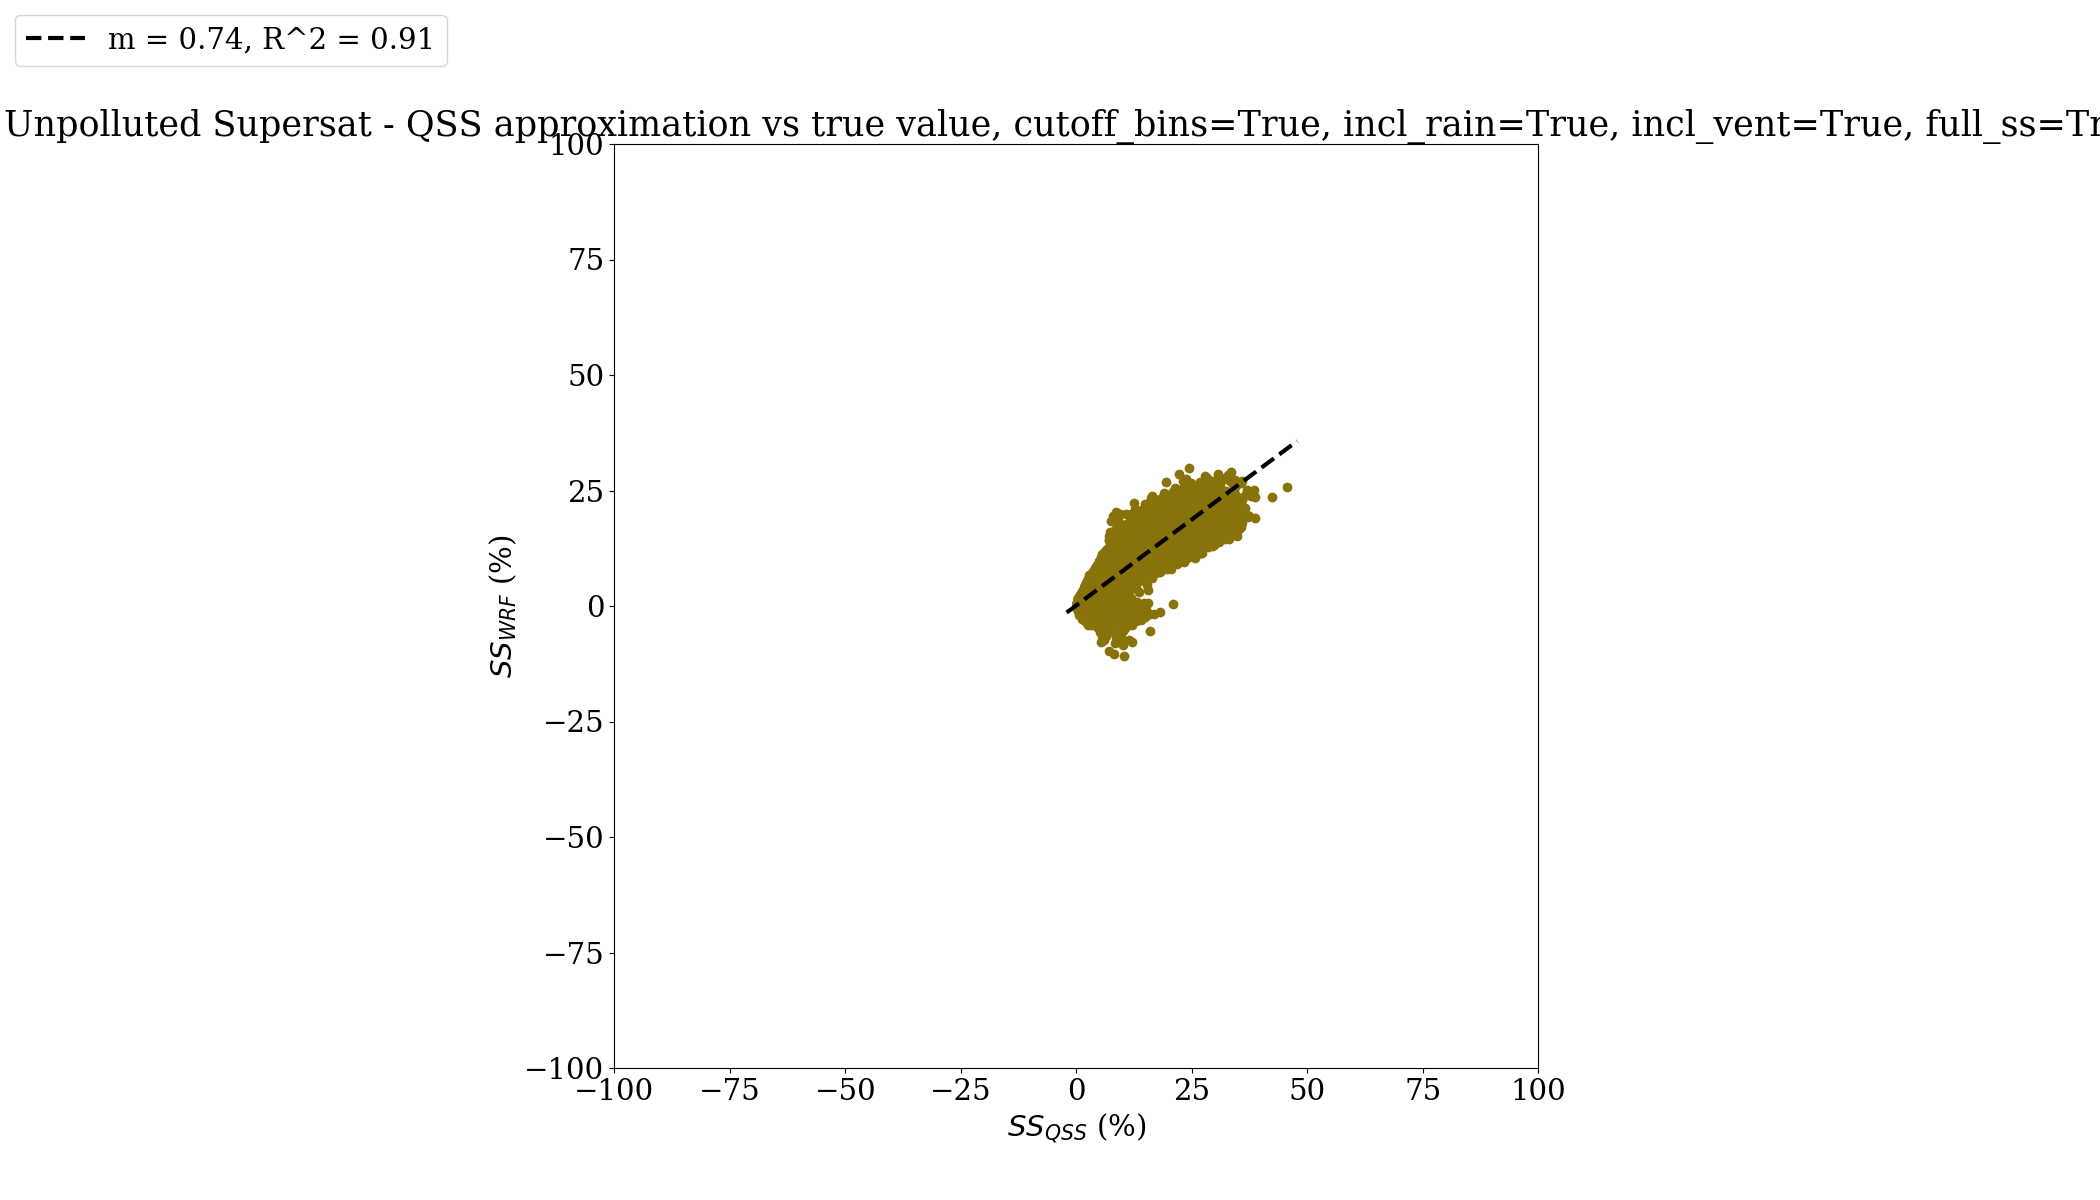 m = 0.74, R^2 = 0.91
Unpolluted Supersat - QSS approximation vs true value, cutoff_bins=True, incl_rain=True, incl_vent=True, full_ss=Tr
100
75
50
25
0
−25
−50
−75
−100
SS_WRF (%)
−100 −75 −50 −25 0 25 50 75 100
SS_QSS (%)